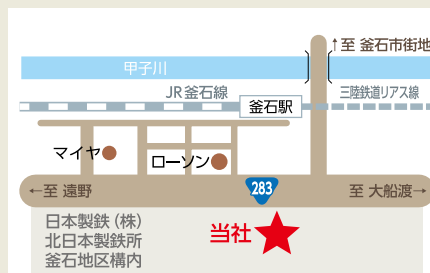 ↑至 釜石市街地
甲子川
JR釜石線
三陸鉄道リアス線
釜石駅
マイヤ
ローソン
←至 遠野
283
至 大船渡→
日本製鉄（株）
北日本製鉄所
釜石地区構内
当社